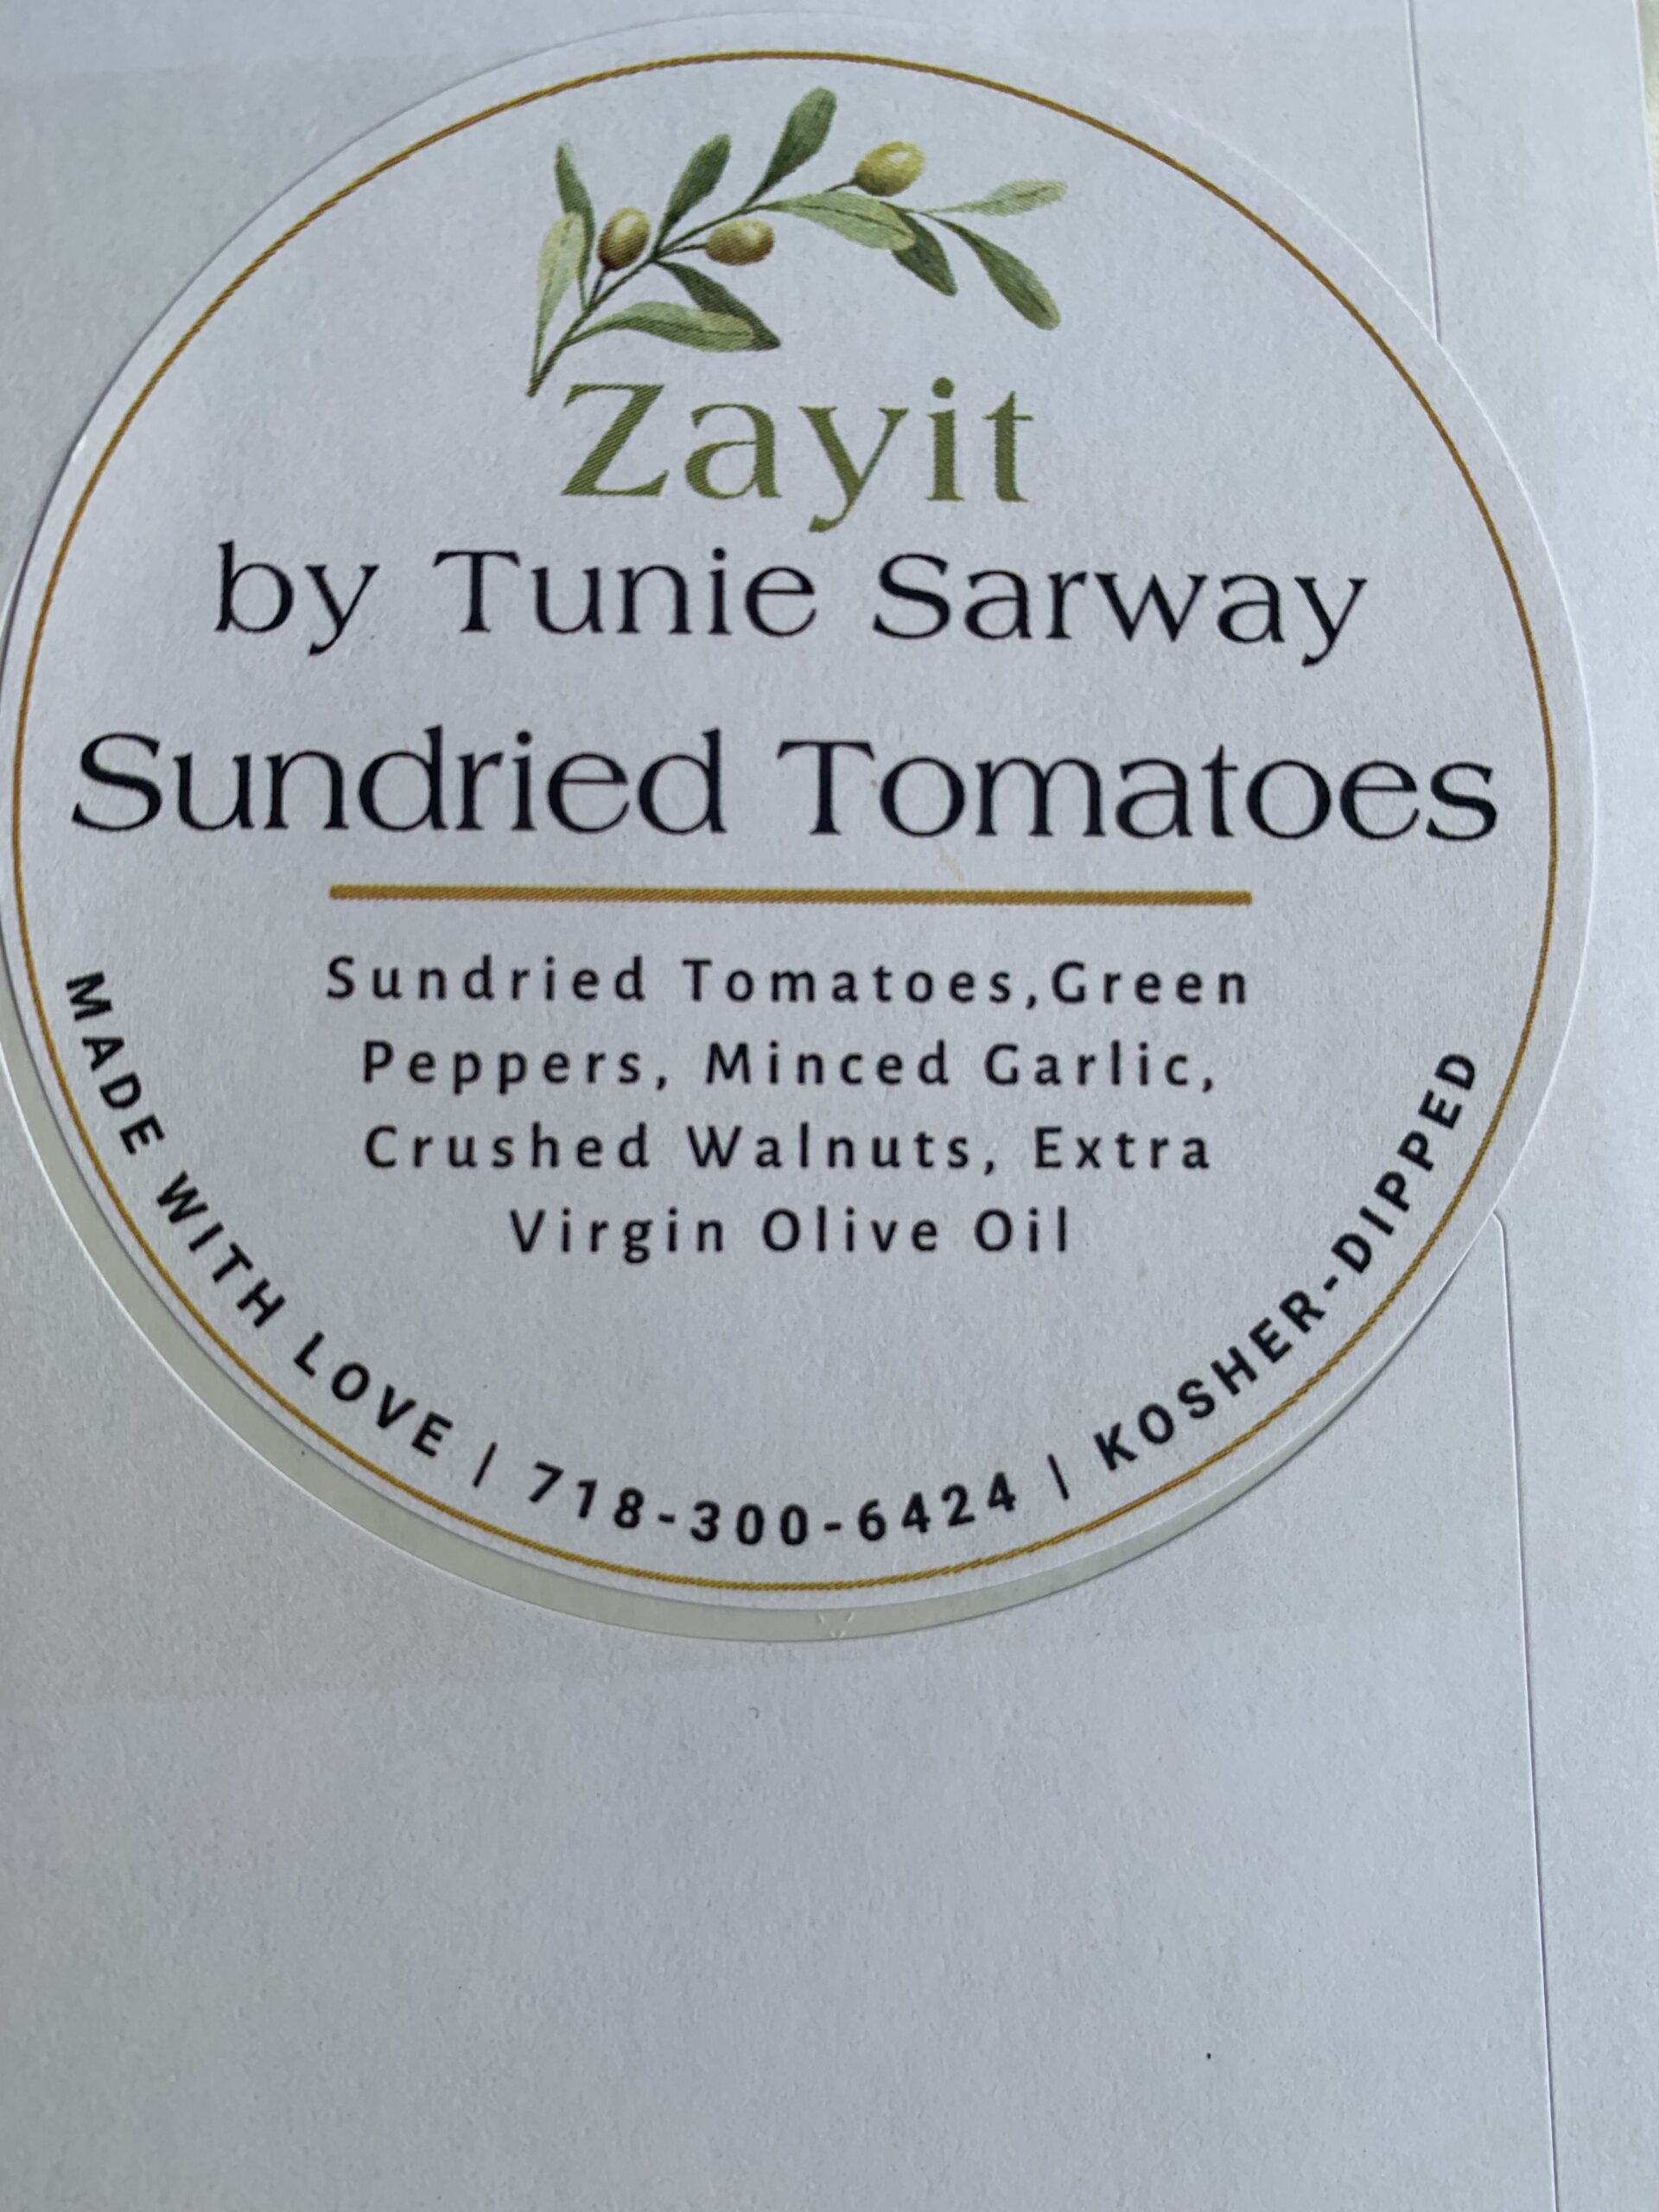 Zayit
by Tunie Sarway
Sundried Tomatoes
Sundried Tomatoes,Green
Peppers, Minced Garlic,
Crushed Walnuts, Extra
Virgin Olive Oil
MADE WITH LOVE | 718-300-6424 | KOSHER-DIPPED